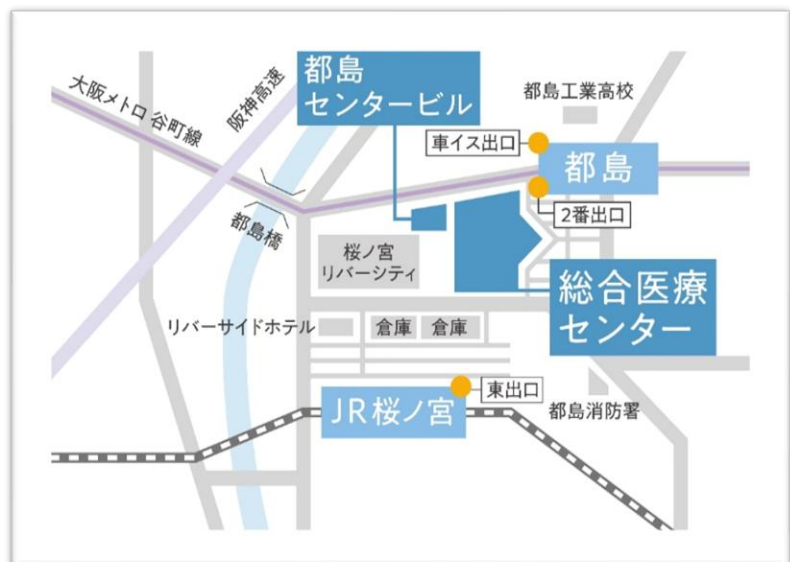 都島
センタービル
大阪メトロ 谷町線
阪神高速
都島工業高校
車イス出口
都島
2番出口
都島橋
桜ノ宮
リバーシティ
総合医療
センター
リバーサイドホテル
倉庫
倉庫
東出口
JR桜ノ宮
都島消防署